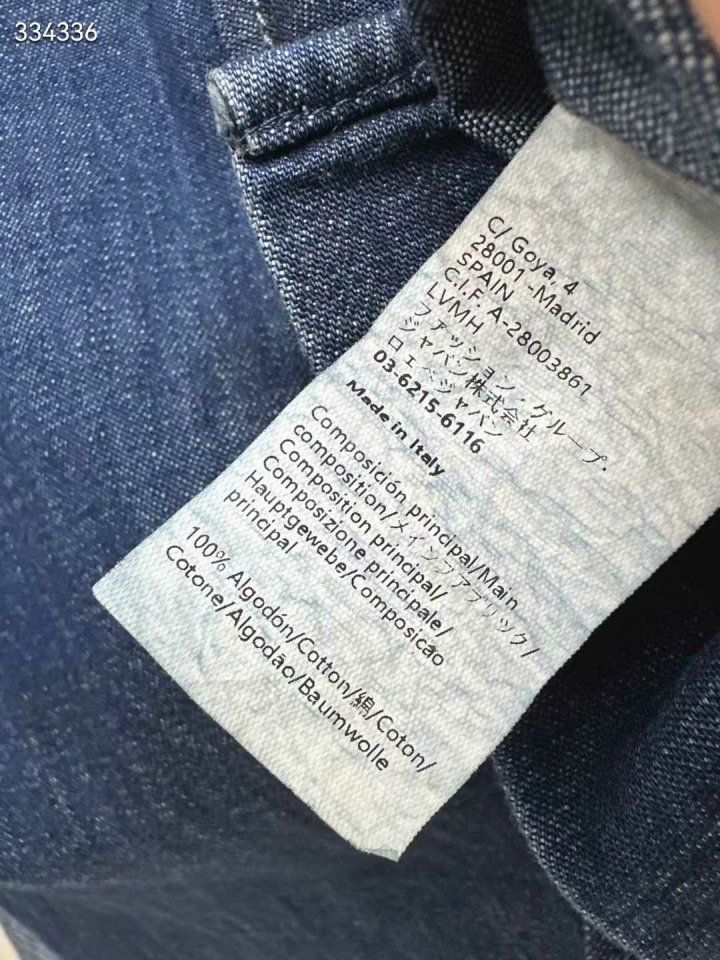 334336
C/ Goya, 4
28001 -Madrid
SPAIN
C.I.F. A-28003861
LVMH
ファッション・グループ.
ジャパン株式会社
ロエベジャパン
03-6215-6116
Made in Italy
Composición principal/Main
composition/メインファブリック/
Composition principal/
Composizione principale/
Hauptgewebe/Composicão
principal
100% Algodón/Cotton/綿/Coton/
Cotone/Algodão/Baumwolle